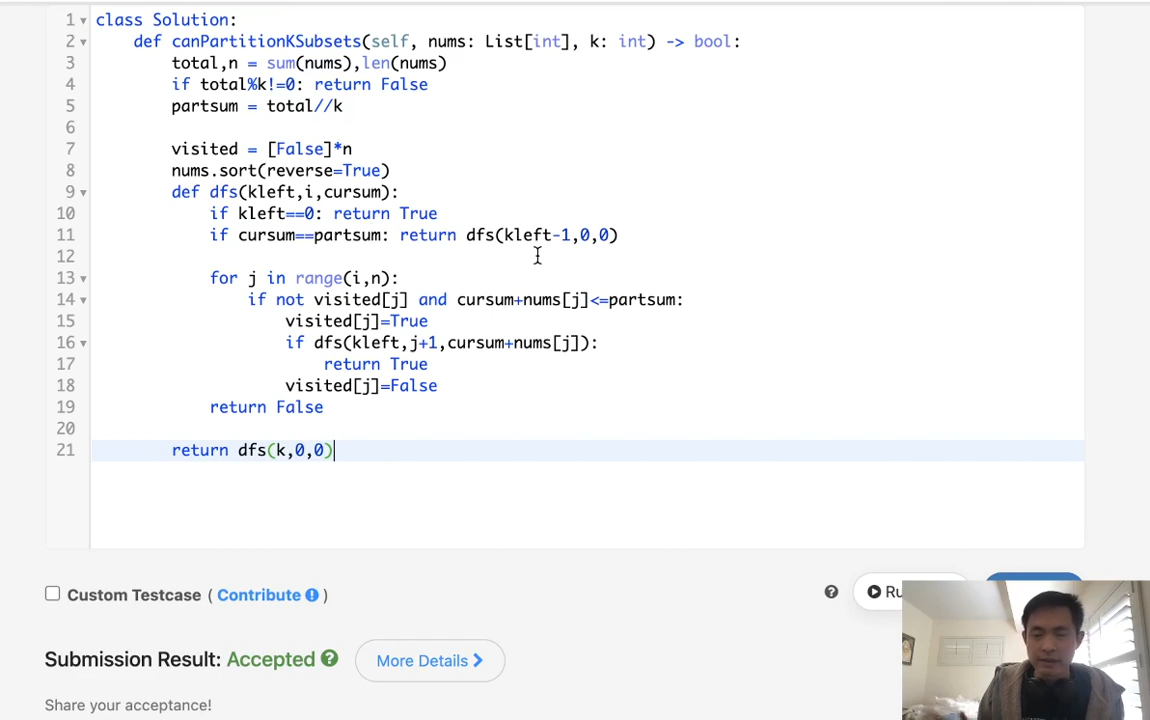 1 class Solution:
2 def canPartitionKSubsets(self, nums: List[int], k: int) -> bool:
3 total,n = sum(nums),len(nums)
4 if total%k!=0: return False
5 partsum = total//k
6
7 visited = [False]*n
8 nums.sort(reverse=True)
9 def dfs(kleft,i,cursum):
10 if kleft==0: return True
11 if cursum==partsum: return dfs(kleft-1,0,0)
12
13 for j in range(i,n):
14 if not visited[j] and cursum+nums[j]<=partsum:
15 visited[j]=True
16 if dfs(kleft,j+1,cursum+nums[j]):
17 return True
18 visited[j]=False
19 return False
20
21 return dfs(k,0,0)
Custom Testcase ( Contribute )
Submission Result: Accepted More Details
Share your acceptance!